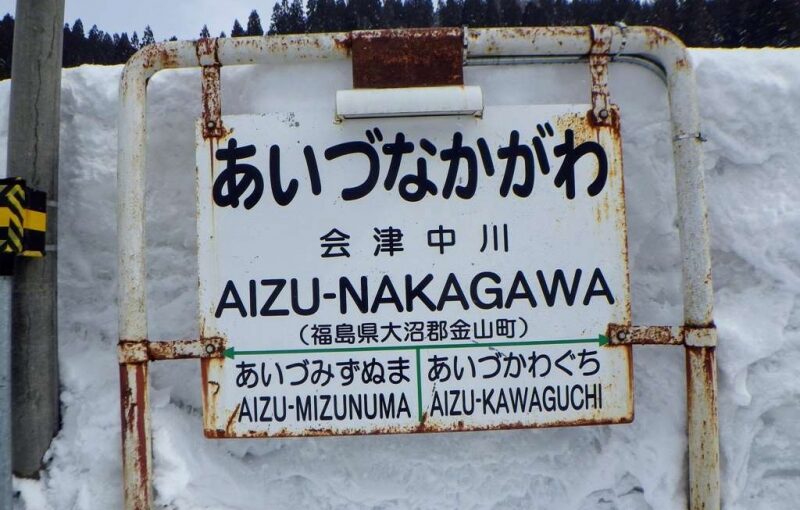 あいづなかがわ
会津中川
AIZU-NAKAGAWA
（福島県大沼郡金山町）
あいづみずぬま
AIZU-MIZUNUMA
あいづかわぐち
AIZU-KAWAGUCHI